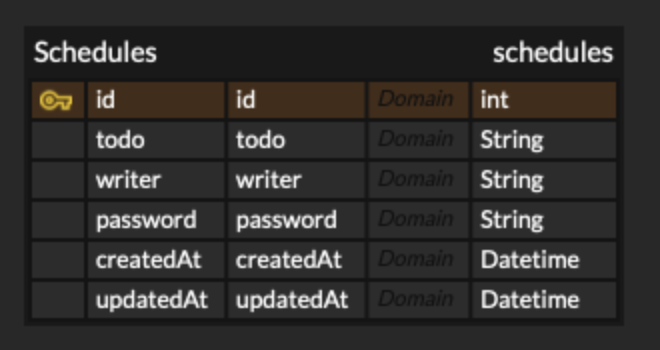 Schedules schedules
id id Domain int
todo todo Domain String
writer writer Domain String
password password Domain String
createdAt createdAt Domain Datetime
updatedAt updatedAt Domain Datetime